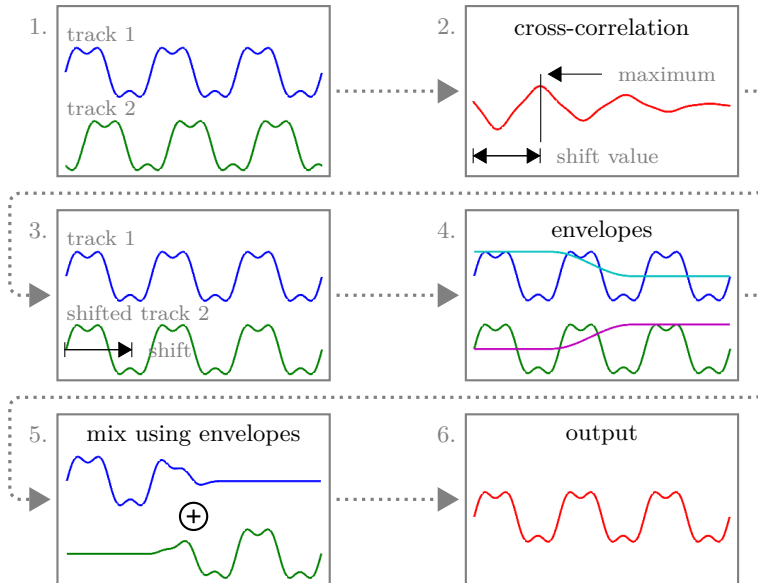 1.
track 1
track 2
2.
cross-correlation
maximum
shift value
3.
track 1
shifted track 2
shift
4.
envelopes
5.
mix using envelopes
+
6.
output